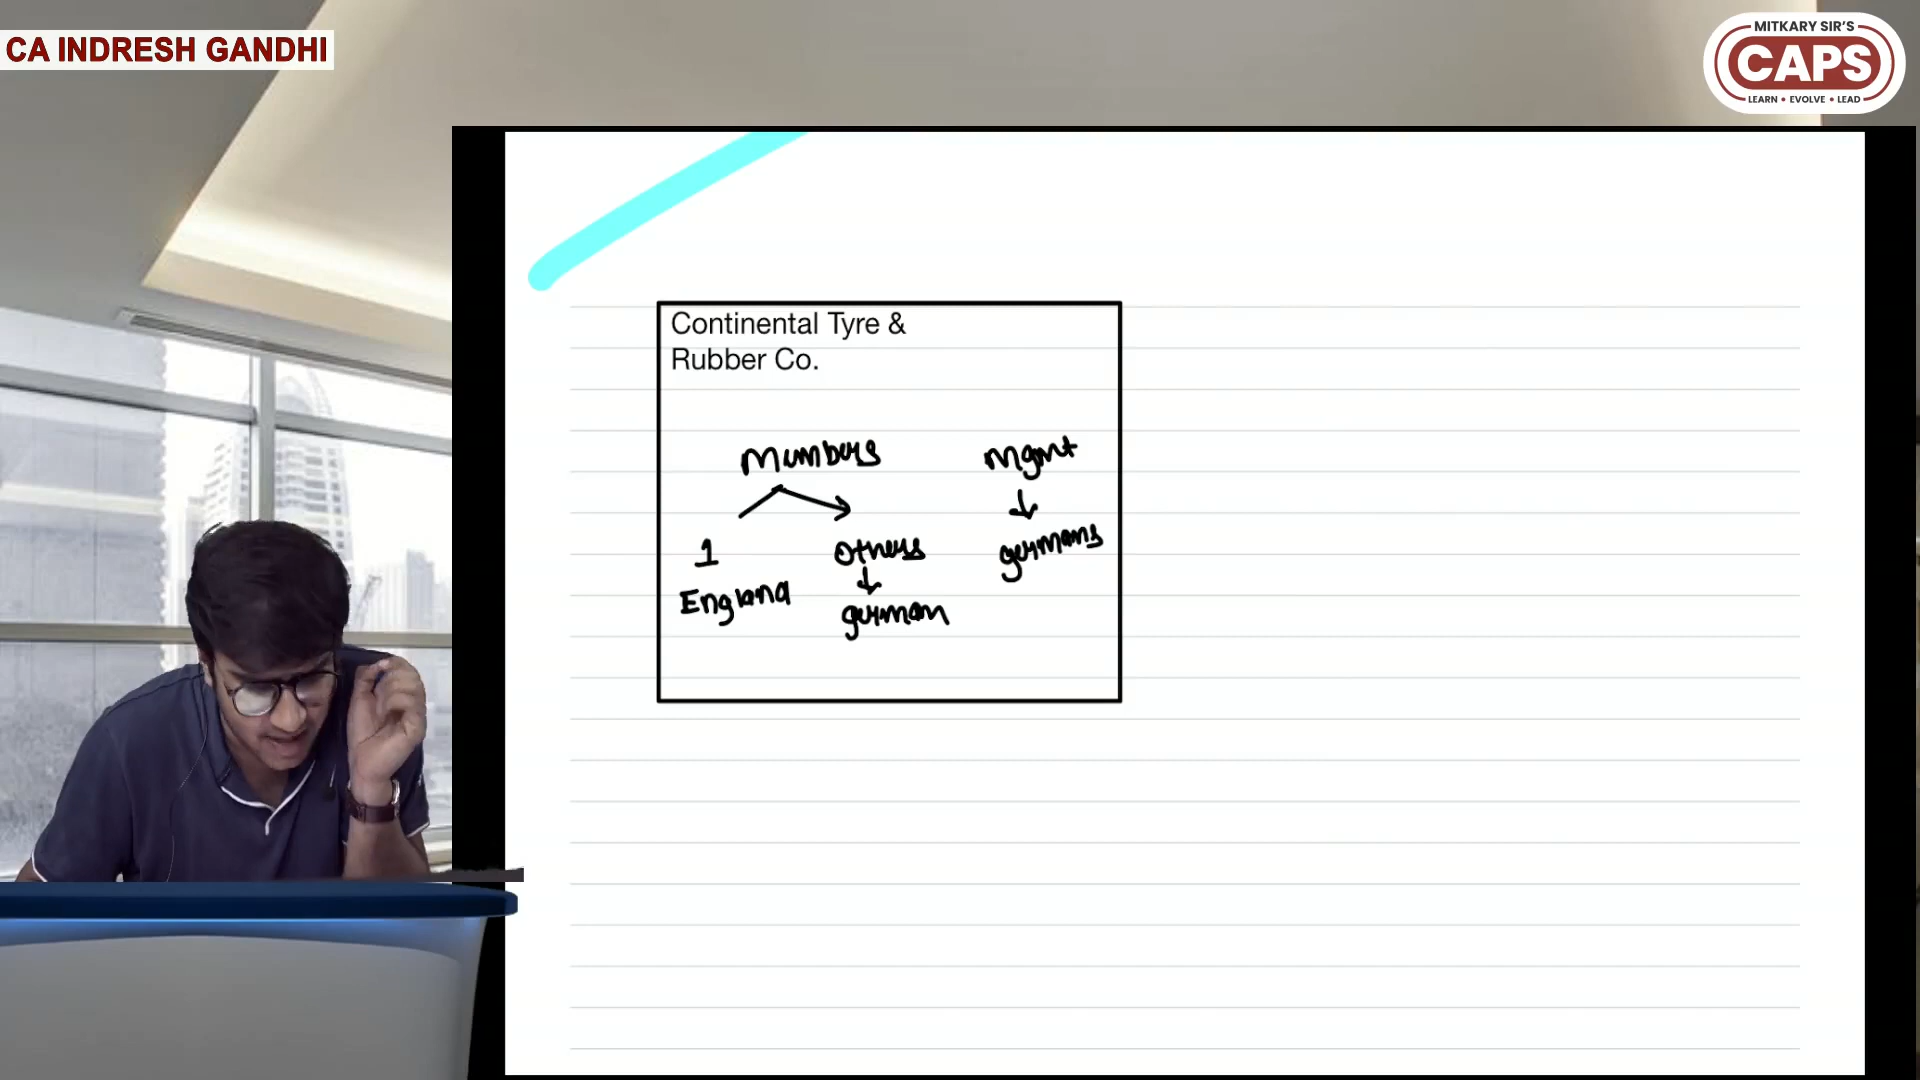 CA INDRESH GANDHI
MITKARY SIR'S
CAPS
LEARN • EVOLVE • LEAD
Continental Tyre &
Rubber Co.
Members
Mgmt
1
England
Others
german
germans